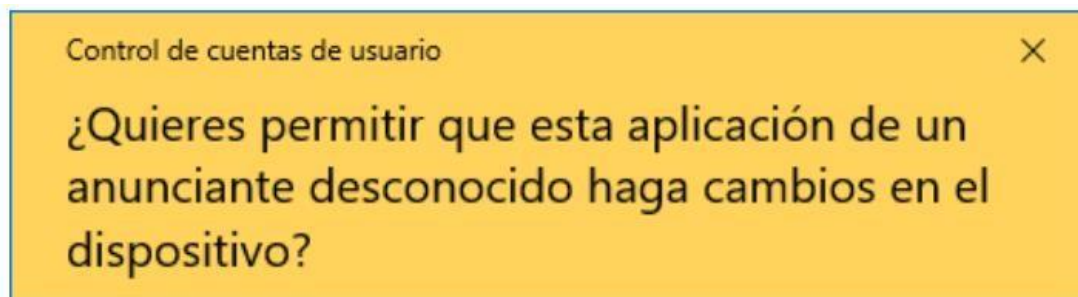 Control de cuentas de usuario
¿Quieres permitir que esta aplicación de un
anunciante desconocido haga cambios en el
dispositivo?